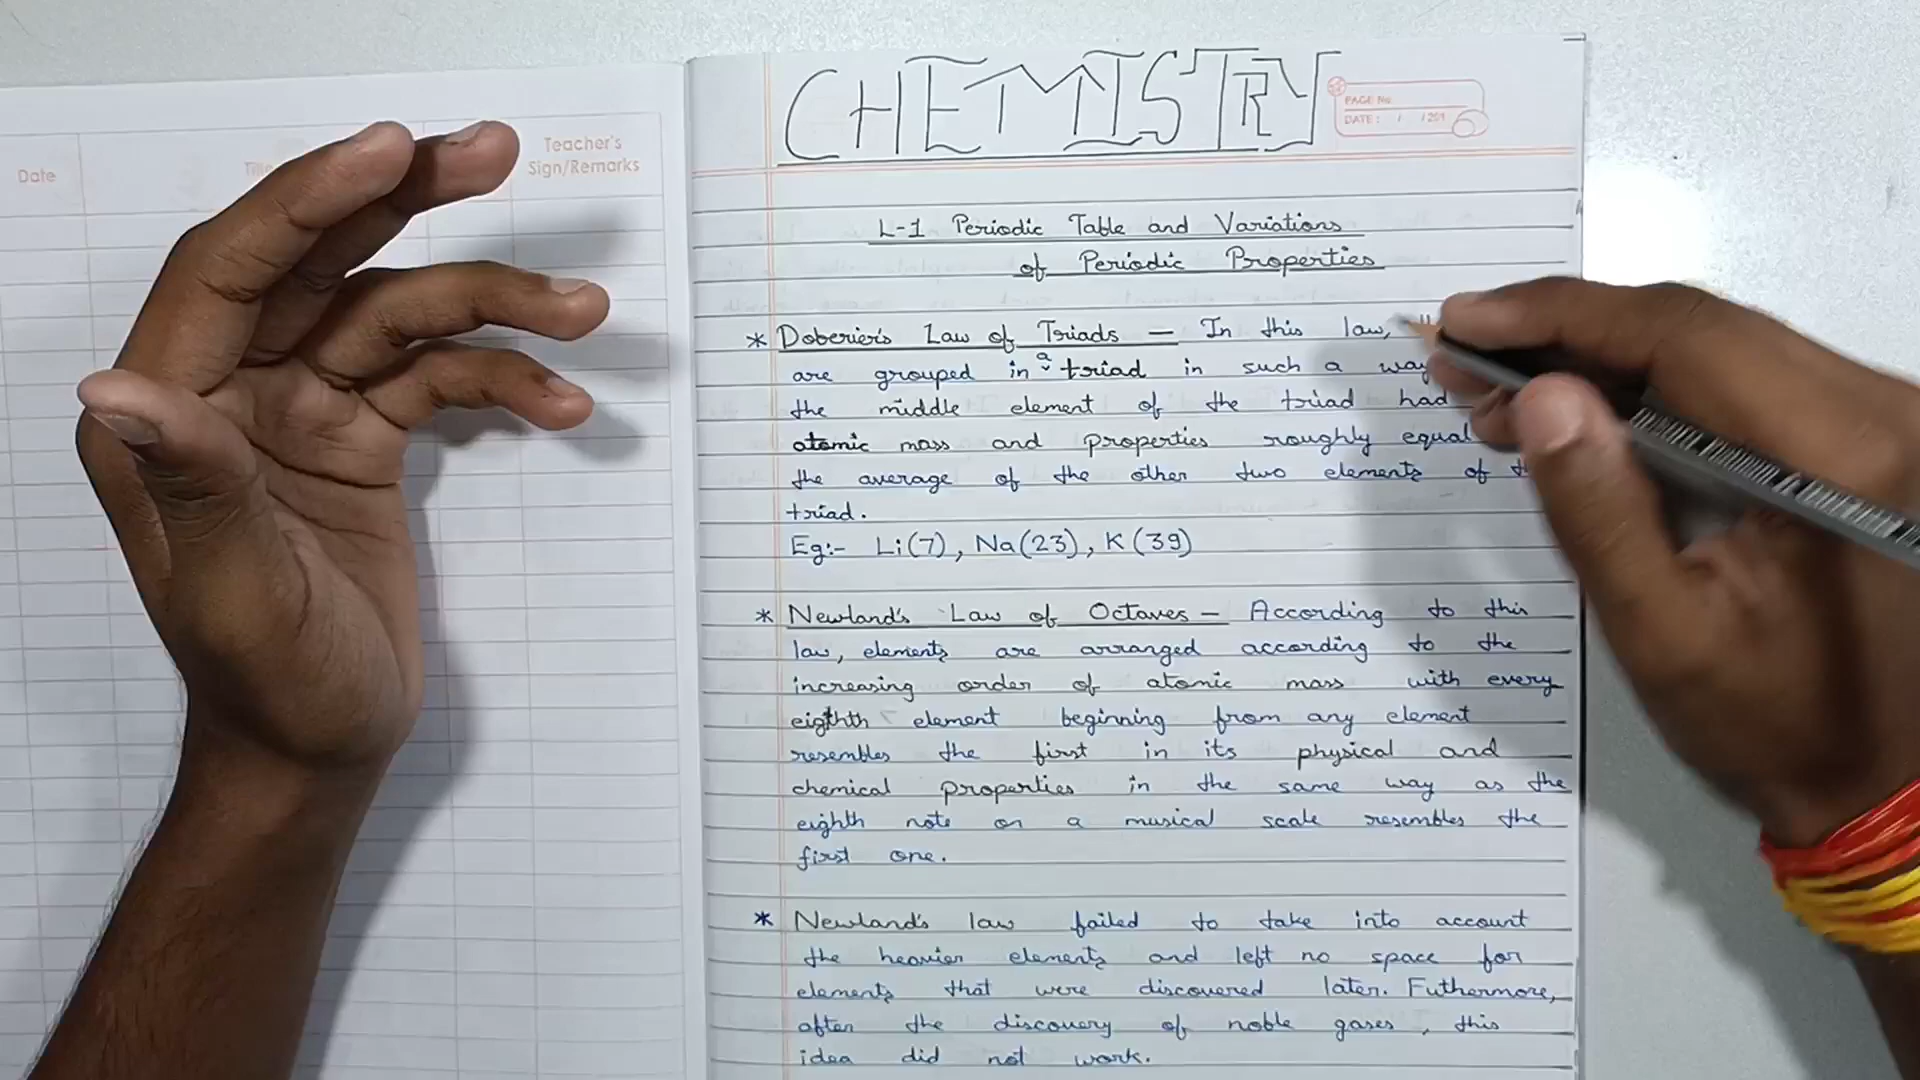 Date
Teacher's
Sign/Remarks
CHEMISTRY
PAGE No
DATE: / /201
L-1 Periodic Table and Variations
of Periodic Properties
* Doberier's Law of Triads — In this law,
are grouped in a triad in such a way
the middle element of the triad had
atomic mass and properties roughly equal
the average of the other two elements of
triad.
Eg:- Li(7), Na(23), K(39)
* Newland's Law of Octaves — According to this
law, elements are arranged according to the
increasing order of atomic mass with every
eigthth element beginning from any element
resembles the first in its physical and
chemical properties in the same way as the
eighth note on a musical scale resembles the
first one.
* Newland's law failed to take into account
the heavier elements and left no space for
elements that were discovered later. Futhermore,
after the discovery of noble gases, this
idea did not work.